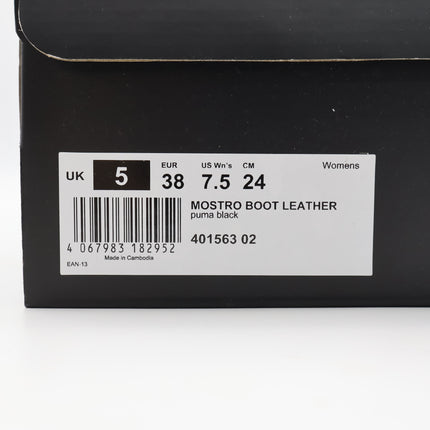 EUR US Wn's CM Womens
UK 5 38 7.5 24
MOSTRO BOOT LEATHER
puma black
401563 02
4 067983 182952
Made in Cambodia
EAN-13